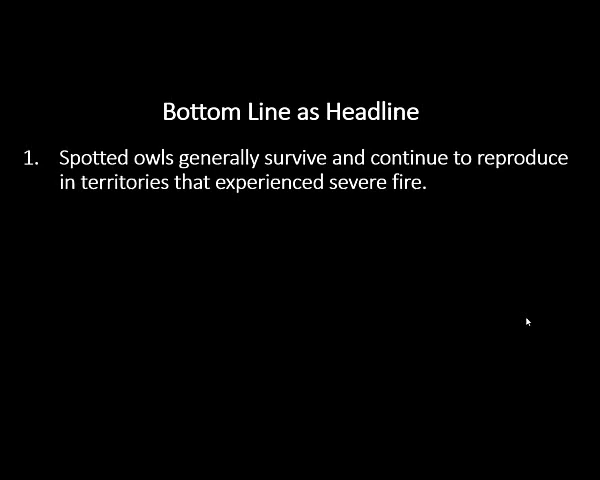 Bottom Line as Headline
1. Spotted owls generally survive and continue to reproduce
in territories that experienced severe fire.